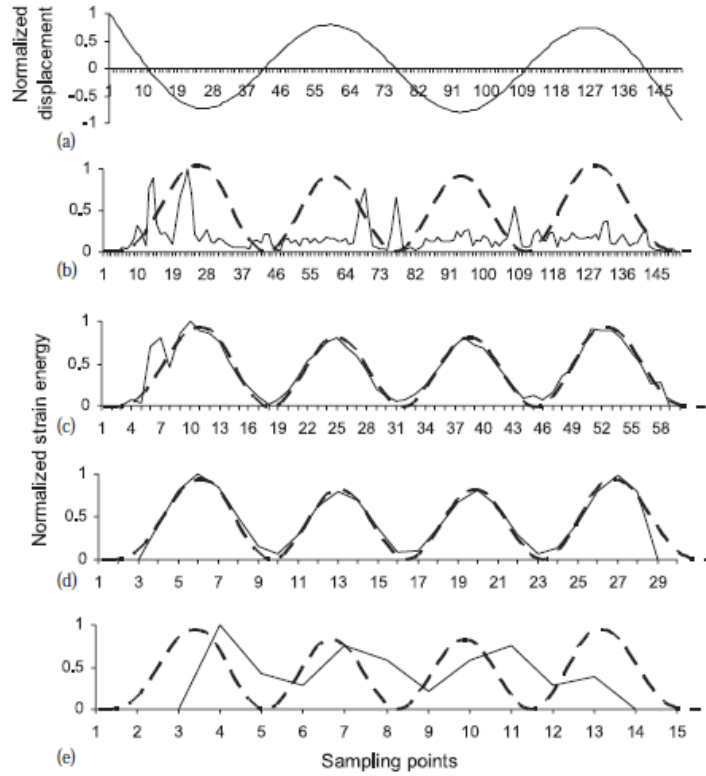 Normalized
displacement
1
0.5
0
-0.5
-1
1 10 19 28 37 46 55 64 73 82 91 100 109 118 127 136 145
(a)
Normalized strain energy
1
0.5
0
1 10 19 28 37 46 55 64 73 82 91 100 109 118 127 136 145
(b)
1
0,5
0
1 4 7 10 13 16 19 22 25 28 31 34 37 40 43 46 49 52 55 58
(c)
1
0.5
0
1 3 5 7 9 11 13 15 17 19 21 23 25 27 29
(d)
1
0.5
0
1 2 3 4 5 6 7 8 9 10 11 12 13 14 15
(e)
Sampling points